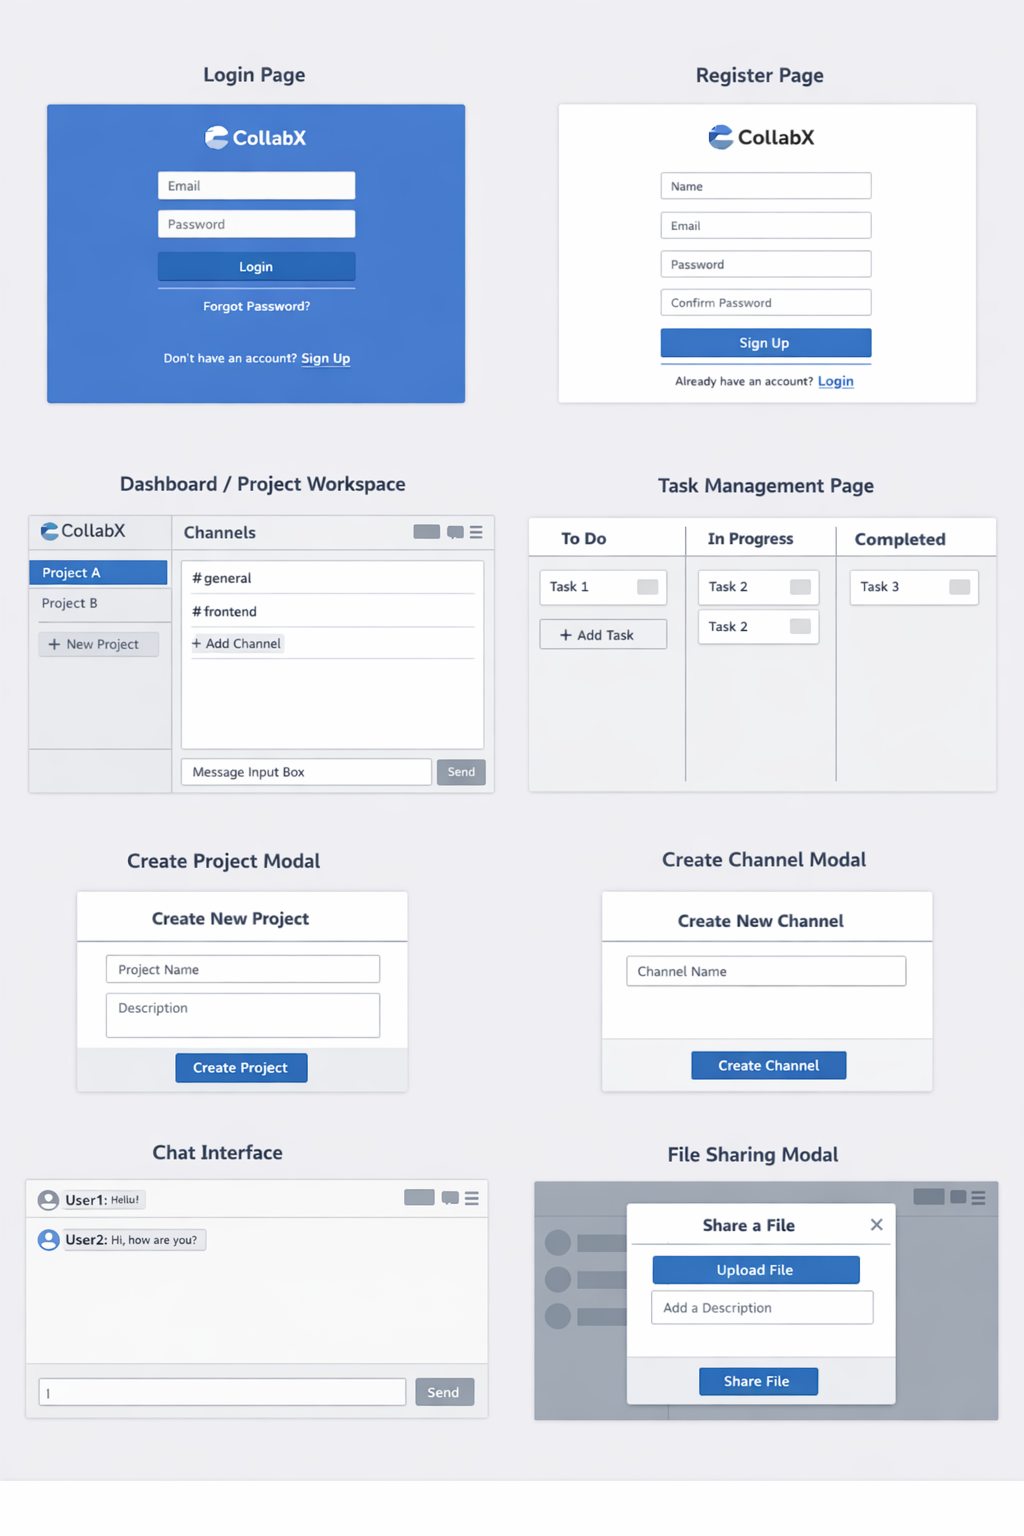 Login Page
CollabX
Email
Password
Login
Forgot Password?
Don't have an account? Sign Up
Register Page
CollabX
Name
Email
Password
Confirm Password
Sign Up
Already have an account? Login
Dashboard / Project Workspace
CollabX
Project A
Project B
+ New Project
Channels
# general
# frontend
+ Add Channel
Message Input Box
Send
Task Management Page
To Do
Task 1
+ Add Task
In Progress
Task 2
Task 2
Completed
Task 3
Create Project Modal
Create New Project
Project Name
Description
Create Project
Create Channel Modal
Create New Channel
Channel Name
Create Channel
Chat Interface
User1: Hellu!
User2: Hi, how are you?
Send
File Sharing Modal
Share a File
Upload File
Add a Description
Share File